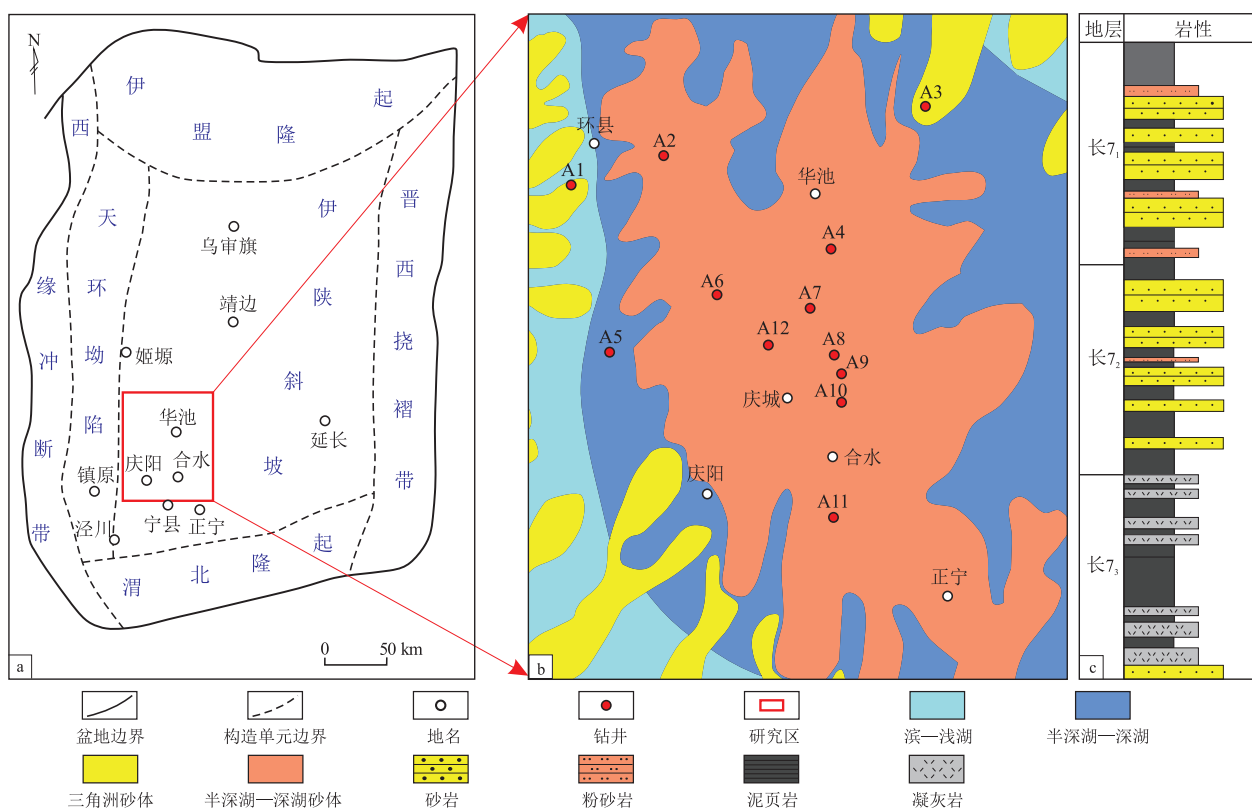 N
伊
盟
隆
起
西
缘
冲
断
带
天
环
坳
陷
伊
陕
斜
坡
晋
西
挠
褶
带
渭
北
隆
起
乌审旗
靖边
姬塬
华池
庆阳
合水
延长
镇原
宁县
正宁
泾川
0 50 km
a
环县
A1
A2
A3
华池
A4
A6
A7
A5
A12
A8
A9
庆城
A10
合水
庆阳
A11
正宁
b
地层 岩性
长7₁
长7₂
长7₃
c
盆地边界 构造单元边界 地名 钻井 研究区 滨—浅湖 半深湖—深湖
三角洲砂体 半深湖—深湖砂体 砂岩 粉砂岩 泥页岩 凝灰岩